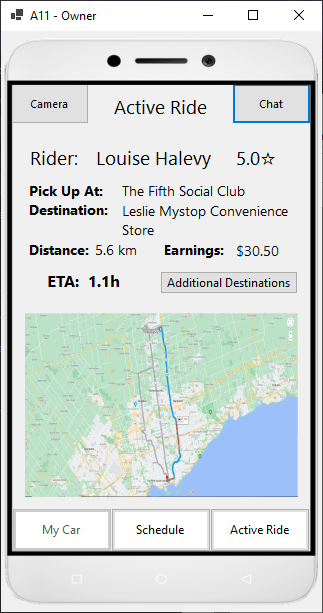 A11 - Owner
Camera
Active Ride
Chat
Rider: Louise Halevy 5.0☆
Pick Up At: The Fifth Social Club
Destination: Leslie Mystop Convenience
Store
Distance: 5.6 km Earnings: $30.50
ETA: 1.1h
Additional Destinations
My Car
Schedule
Active Ride